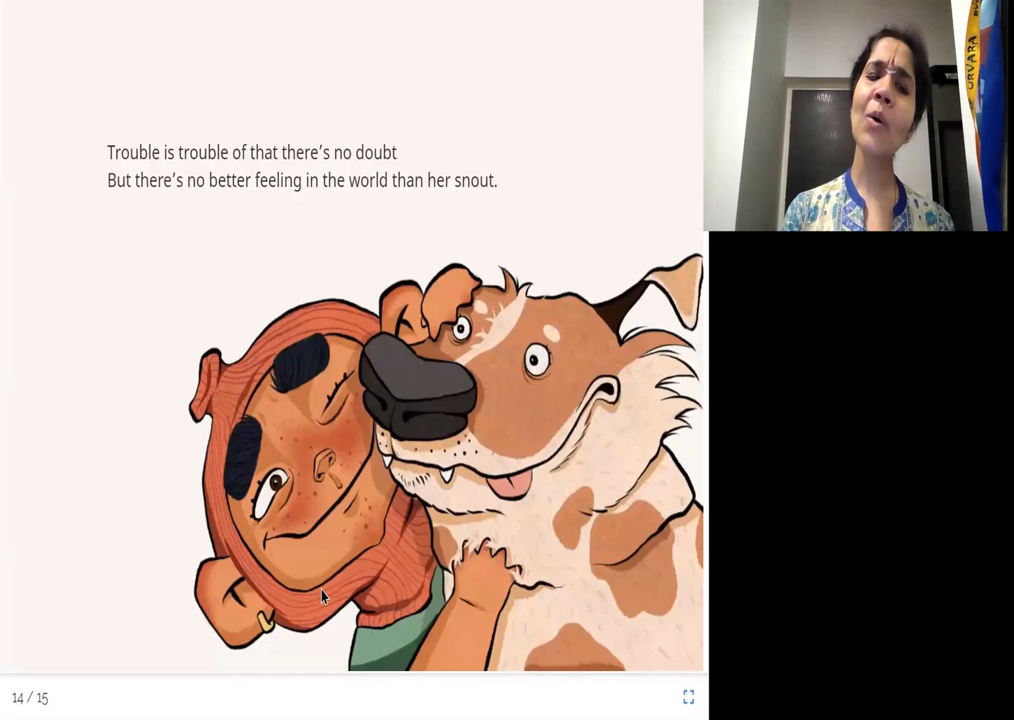 Trouble is trouble of that there’s no doubt
But there’s no better feeling in the world than her snout.
14 / 15
ORVARA